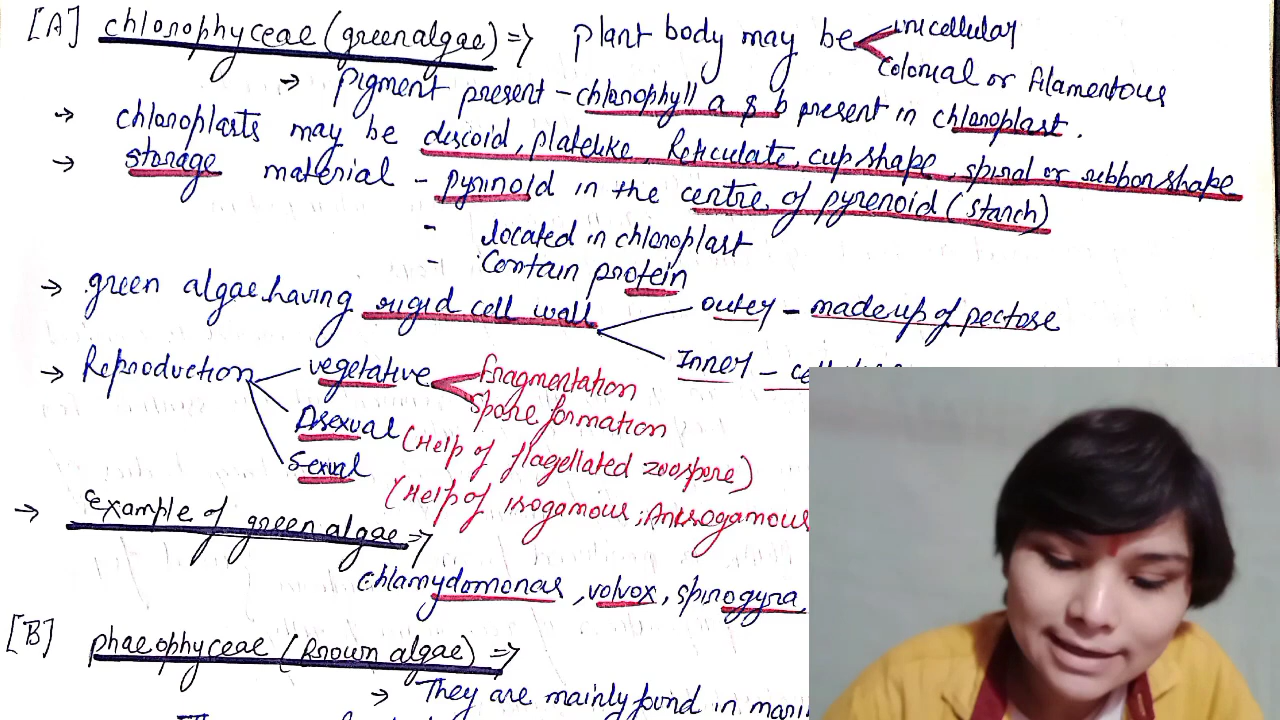 [A] chlorophyceae (green algae) => plant body may be unicellular
colonial or filamentous
→ pigment present - chlorophyll a & b present in chloroplast.
→ chloroplasts may be discoid, platelike, Reticulate, cup shape, spiral or ribbon shape
→ storage material - pyrinoid in the centre of pyrenoid (starch)
- located in chloroplast
- contain protein
→ green algae having rigid cell wall outer - made up of pectose
Inner -
→ Reproduction vegetative fragmentation
spore formation
Asexual (Help of flagellated zoospore)
Sexual (Help of isogamous, Anisogamous
→ example of green algae =>
chlamydomonas, volvox, spirogyra
[B] phaeophyceae (Brown algae) =>
→ They are mainly found in